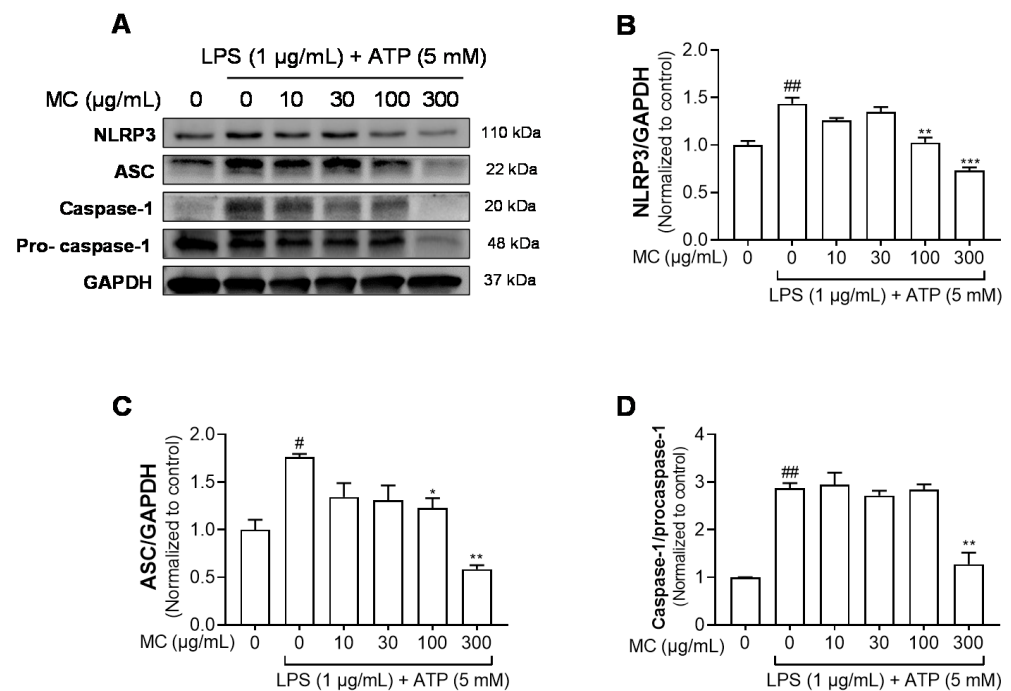 A
LPS (1 µg/mL) + ATP (5 mM)
MC (µg/mL) 0 0 10 30 100 300
NLRP3 110 kDa
ASC 22 kDa
Caspase-1 20 kDa
Pro- caspase-1 48 kDa
GAPDH 37 kDa
B
NLRP3/GAPDH
(Normalized to control)
2.0
1.5
1.0
0.5
0.0
##
**
***
MC (µg/mL) 0 0 10 30 100 300
LPS (1 µg/mL) + ATP (5 mM)
C
ASC/GAPDH
(Normalized to control)
2.0
1.5
1.0
0.5
0.0
#
*
**
MC (µg/mL) 0 0 10 30 100 300
LPS (1 µg/mL) + ATP (5 mM)
D
Caspase-1/procaspase-1
(Normalized to control)
4
3
2
1
0
##
**
MC (µg/mL) 0 0 10 30 100 300
LPS (1 µg/mL) + ATP (5 mM)